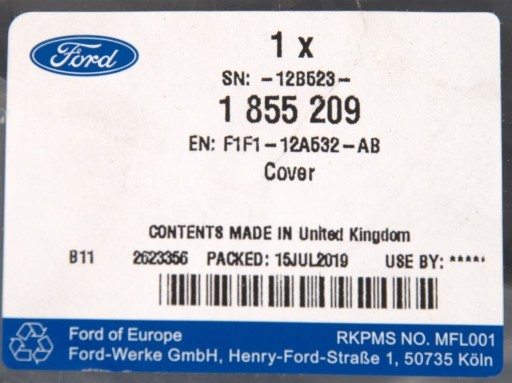 Ford
1 x
SN: -12B523-
1 855 209
EN: F1F1-12A532-AB
Cover
CONTENTS MADE IN United Kingdom
B11 2623356 PACKED: 15JUL2019 USE BY: *****
Ford of Europe RKPMS NO. MFL001
Ford-Werke GmbH, Henry-Ford-Straße 1, 50735 Köln